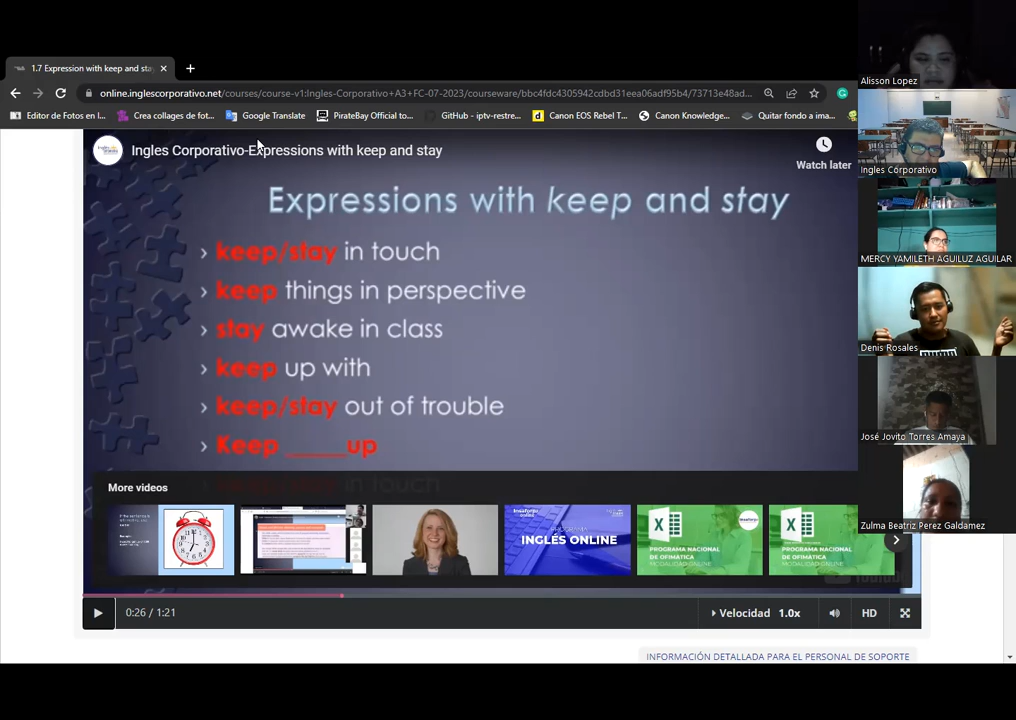 1.7 Expression with keep and sta
online.inglescorporativo.net/courses/course-v1:Ingles-Corporativo+A3+FC-07-2023/courseware/bbc4fdc4305942cdbd31eea06adf95b4/73713e48ad...
Editor de Fotos en lí...
Crea collages de fot...
Google Translate
PirateBay Official to...
GitHub - iptv-restre...
Canon EOS Rebel T...
Canon Knowledge...
Quitar fondo a ima...
Ingles Corporativo-Expressions with keep and stay
Watch later
Expressions with keep and stay
› keep/stay in touch
› keep things in perspective
› stay awake in class
› keep up with
› keep/stay out of trouble
› Keep _____up
in touch
More videos
INGLÉS ONLINE
PROGRAMA NACIONAL
DE OFIMÁTICA
MODALIDAD ONLINE
PROGRAMA NACIONAL
DE OFIMÁTICA
MODALIDAD ONLINE
0:26 / 1:21
Velocidad 1.0x
HD
INFORMACIÓN DETALLADA PARA EL PERSONAL DE SOPORTE
Alisson Lopez
Ingles Corporativo
MERCY YAMILETH AGUILUZ AGUILAR
Denis Rosales
José Jovito Torres Amaya
Zulma Beatriz Perez Galdamez